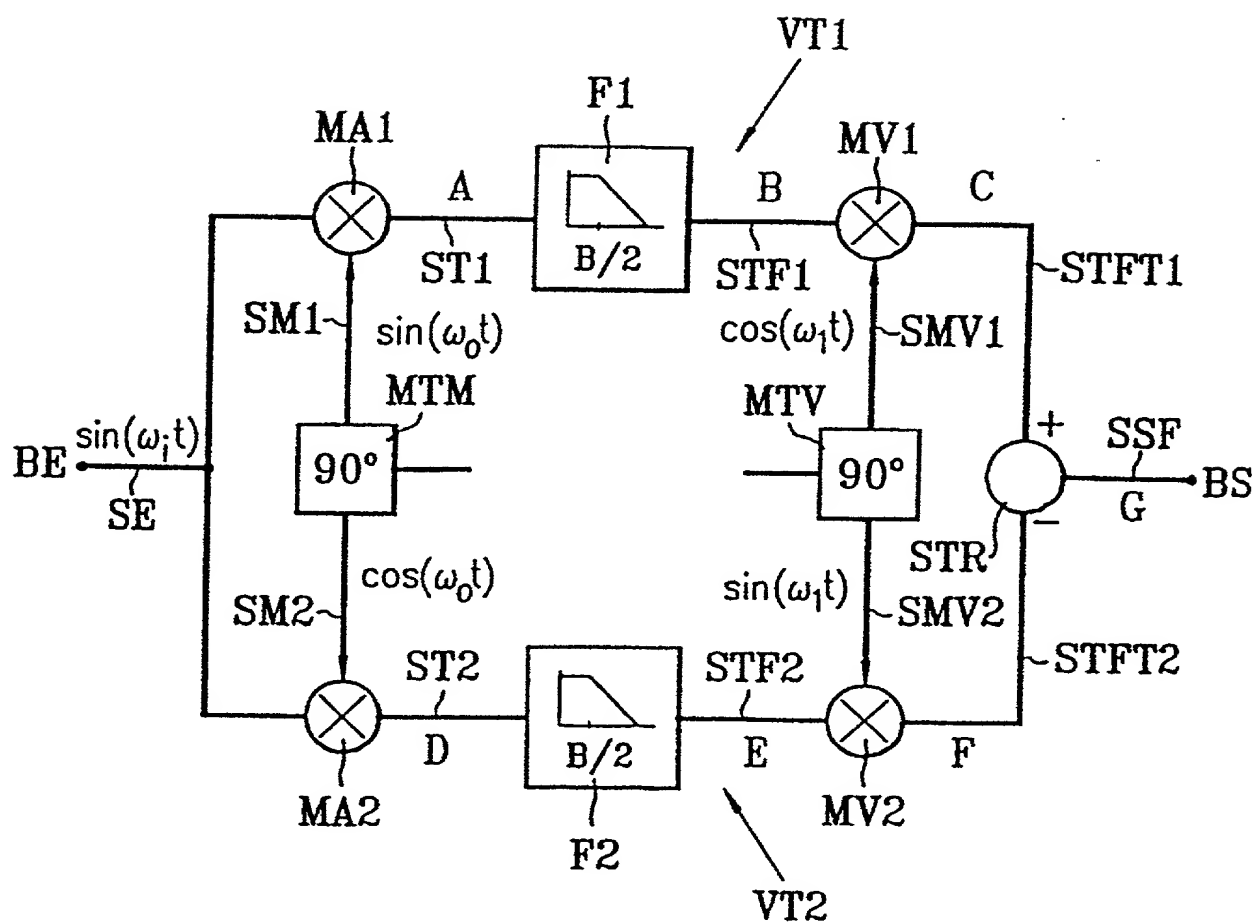 VT1
F1
MA1
MV1
A
B
C
B/2
ST1
STF1
STFT1
SM1
sin(ω₀t)
cos(ω₁t)
SMV1
MTM
MTV
+
sin(ωᵢt)
SSF
BE
90°
90°
BS
SE
G
−
STR
cos(ω₀t)
sin(ω₁t)
SM2
SMV2
ST2
STF2
STFT2
D
B/2
E
F
MA2
MV2
F2
VT2